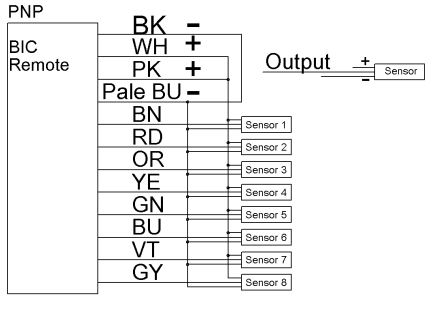 PNP
BIC
Remote
BK -
WH +
PK +
Pale BU -
BN
RD
OR
YE
GN
BU
VT
GY
Output
+
-
Sensor
Sensor 1
Sensor 2
Sensor 3
Sensor 4
Sensor 5
Sensor 6
Sensor 7
Sensor 8